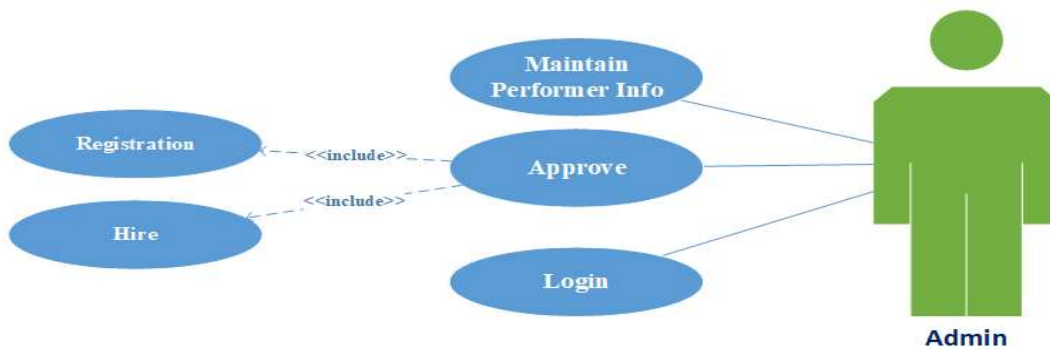 Maintain
Performer Info
Registration
<<include>>
Approve
<<include>>
Hire
Login
Admin